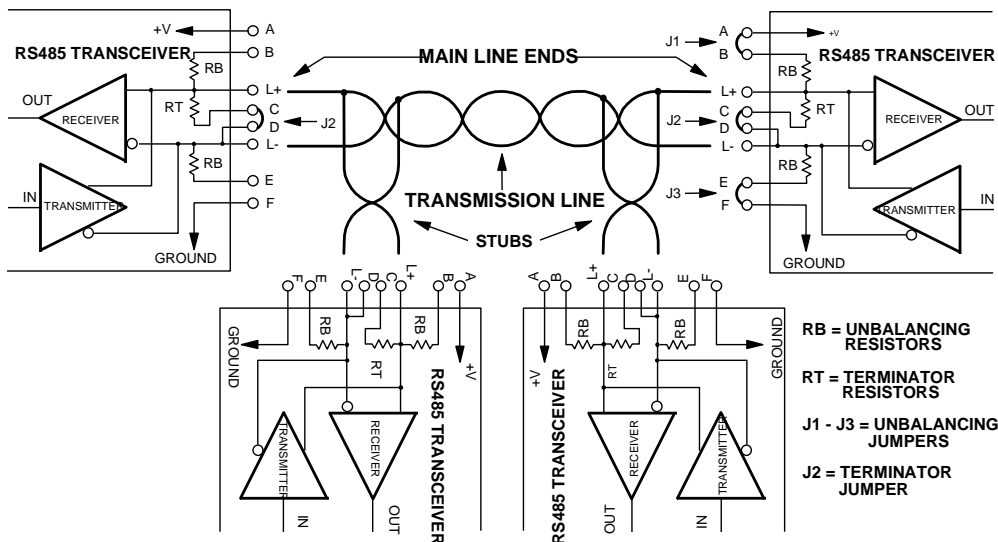 +V
A
B
RS485 TRANSCEIVER
RB
MAIN LINE ENDS
OUT
L+
RT
C
D
J2
RECEIVER
L-
RB
E
IN
TRANSMITTER
F
GROUND
J1
A
B
+V
RS485 TRANSCEIVER
RB
L+
C
D
RT
J2
RECEIVER
OUT
L-
RB
E
J3
F
TRANSMITTER
IN
GROUND
TRANSMISSION LINE
STUBS
F
E
L-
D
C
L+
B
A
GROUND
RB
RT
RB
+V
RS485 TRANSCEIVER
TRANSMITTER
RECEIVER
IN
OUT
A
B
L+
C
D
L-
E
F
+V
RB
RT
RB
GROUND
RS485 TRANSCEIVER
RECEIVER
TRANSMITTER
OUT
IN
RB = UNBALANCING
RESISTORS
RT = TERMINATOR
RESISTORS
J1 - J3 = UNBALANCING
JUMPERS
J2 = TERMINATOR
JUMPER